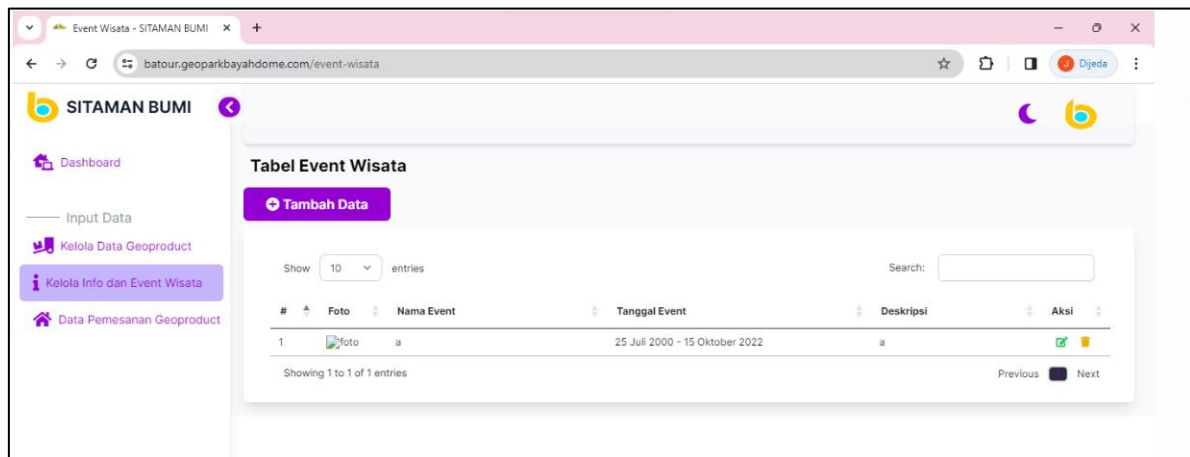 Event Wisata - SITAMAN BUMI
batour.geoparkbayahdome.com/event-wisata
J Dijeda
SITAMAN BUMI
Dashboard
Tabel Event Wisata
Tambah Data
Input Data
Kelola Data Geoproduct
Kelola Info dan Event Wisata
Data Pemesanan Geoproduct
Show 10 entries Search:
# Foto Nama Event Tanggal Event Deskripsi Aksi
1 foto a 25 Juli 2000 - 15 Oktober 2022 a
Showing 1 to 1 of 1 entries Previous Next